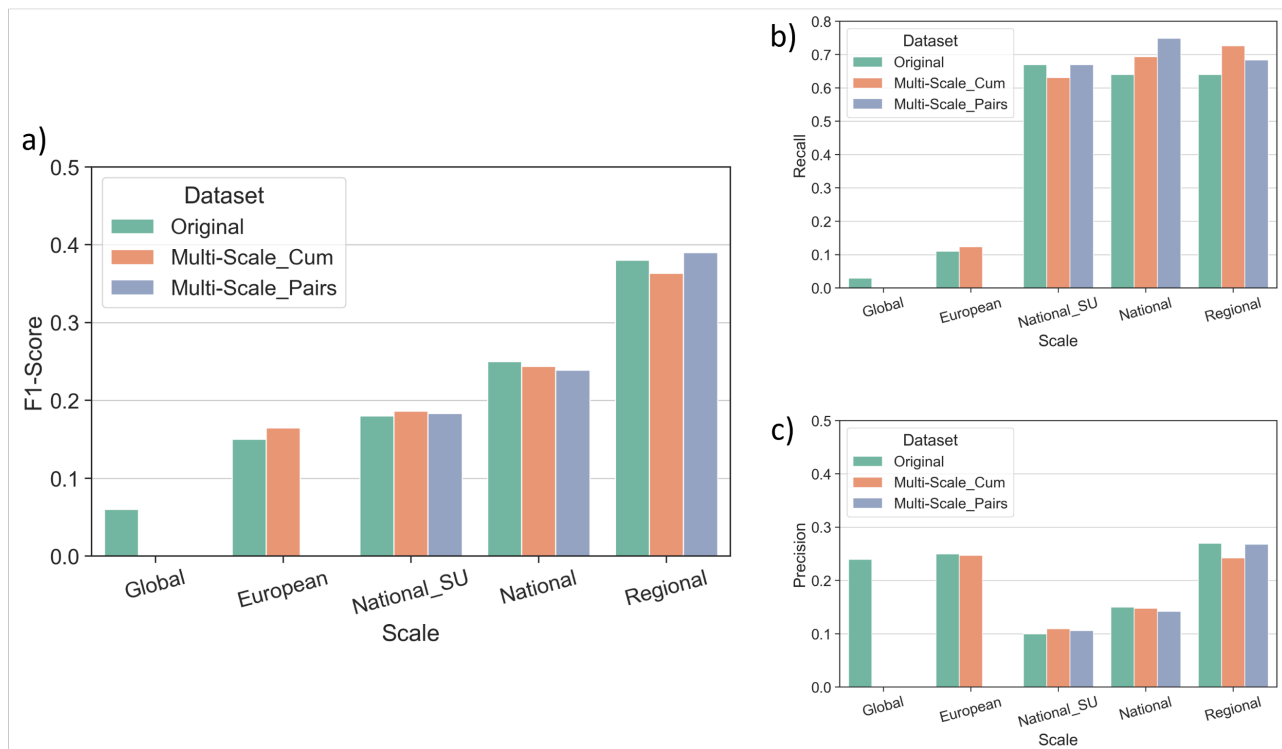 a)
0.5
0.4
0.3
0.2
0.1
0.0
F1-Score
Dataset
Original
Multi-Scale_Cum
Multi-Scale_Pairs
Global
European
National_SU
National
Regional
Scale
b)
0.8
0.7
0.6
0.5
0.4
0.3
0.2
0.1
0.0
Recall
Dataset
Original
Multi-Scale_Cum
Multi-Scale_Pairs
Global
European
National_SU
National
Regional
Scale
c)
0.5
0.4
0.3
0.2
0.1
0.0
Precision
Dataset
Original
Multi-Scale_Cum
Multi-Scale_Pairs
Global
European
National_SU
National
Regional
Scale